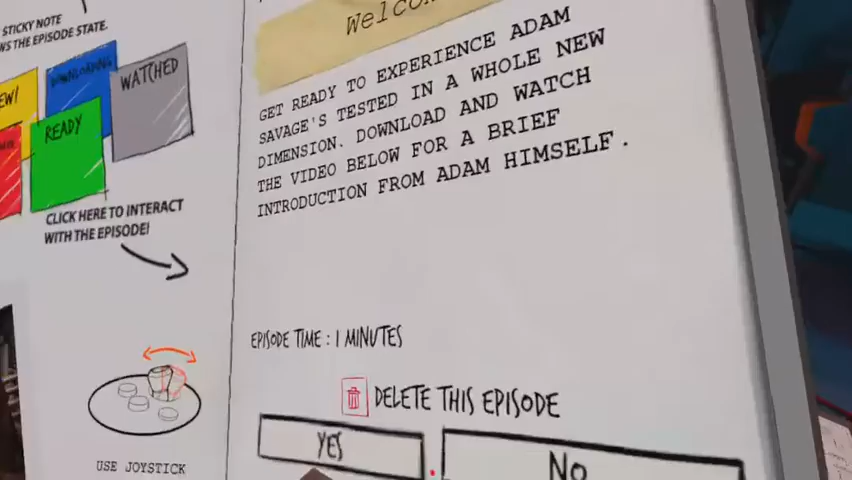 STICKY NOTE
THE EPISODE STATE.
DOWNLOADING
WATCHED
READY
CLICK HERE TO INTERACT
WITH THE EPISODE!
USE JOYSTICK
GET READY TO EXPERIENCE ADAM
SAVAGE'S TESTED IN A WHOLE NEW
DIMENSION. DOWNLOAD AND WATCH
THE VIDEO BELOW FOR A BRIEF
INTRODUCTION FROM ADAM HIMSELF.
EPISODE TIME : 1 MINUTES
DELETE THIS EPISODE
YES
NO